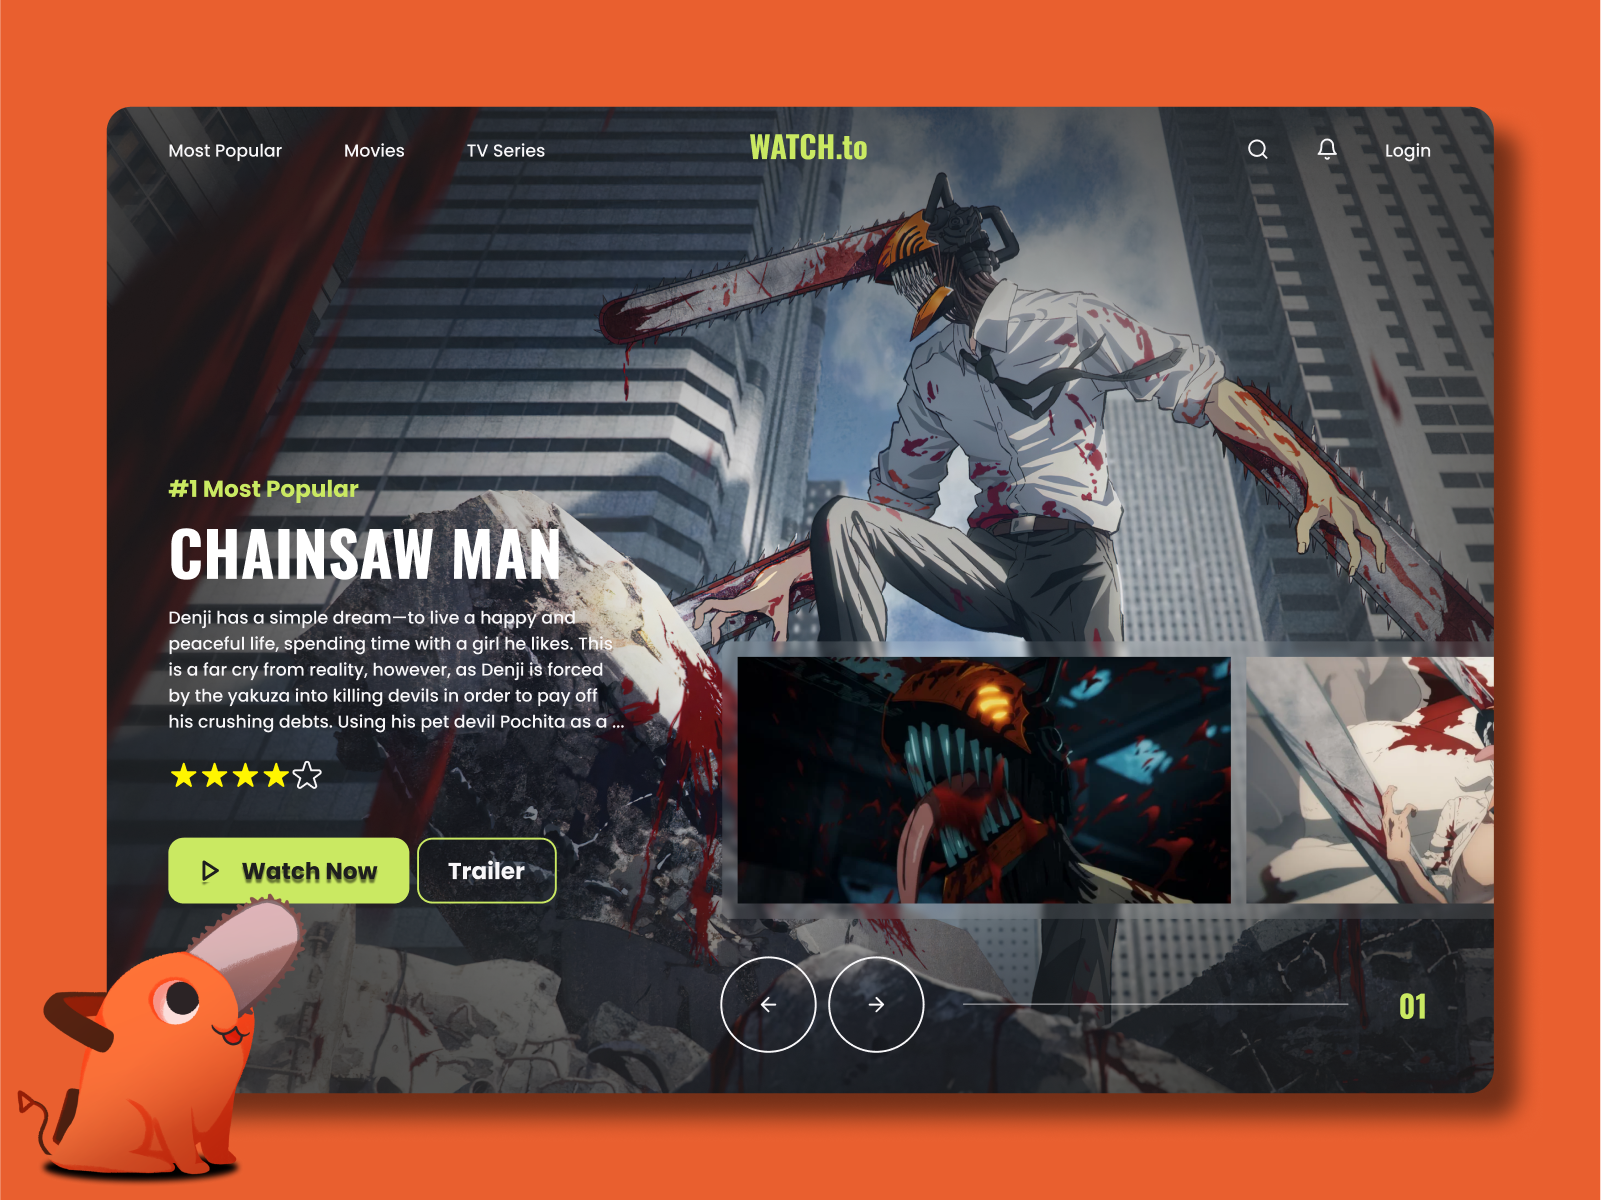 Most Popular
Movies
TV Series
WATCH.to
Login
#1 Most Popular
CHAINSAW MAN
Denji has a simple dream—to live a happy and
peaceful life, spending time with a girl he likes. This
is a far cry from reality, however, as Denji is forced
by the yakuza into killing devils in order to pay off
his crushing debts. Using his pet devil Pochita as a ...
Watch Now
Trailer
01